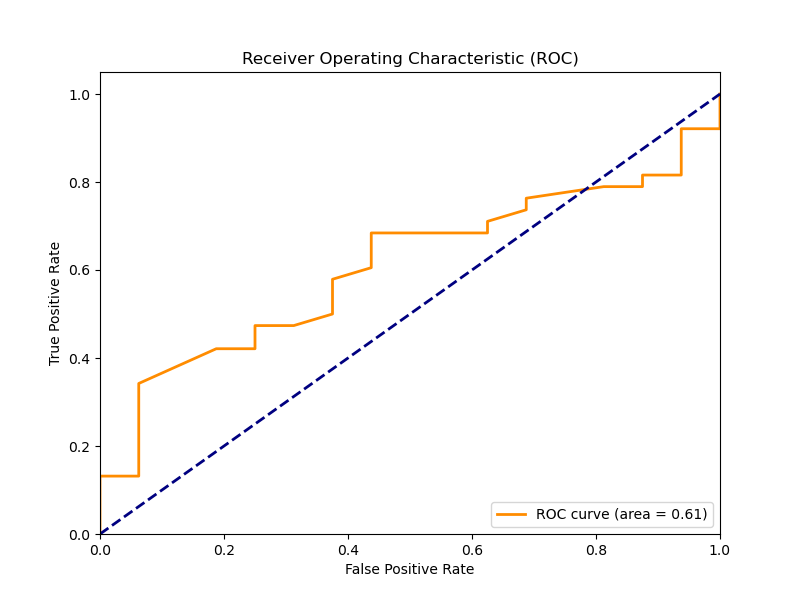 Receiver Operating Characteristic (ROC)
1.0
0.8
0.6
0.4
0.2
0.0
True Positive Rate
0.0 0.2 0.4 0.6 0.8 1.0
False Positive Rate
ROC curve (area = 0.61)